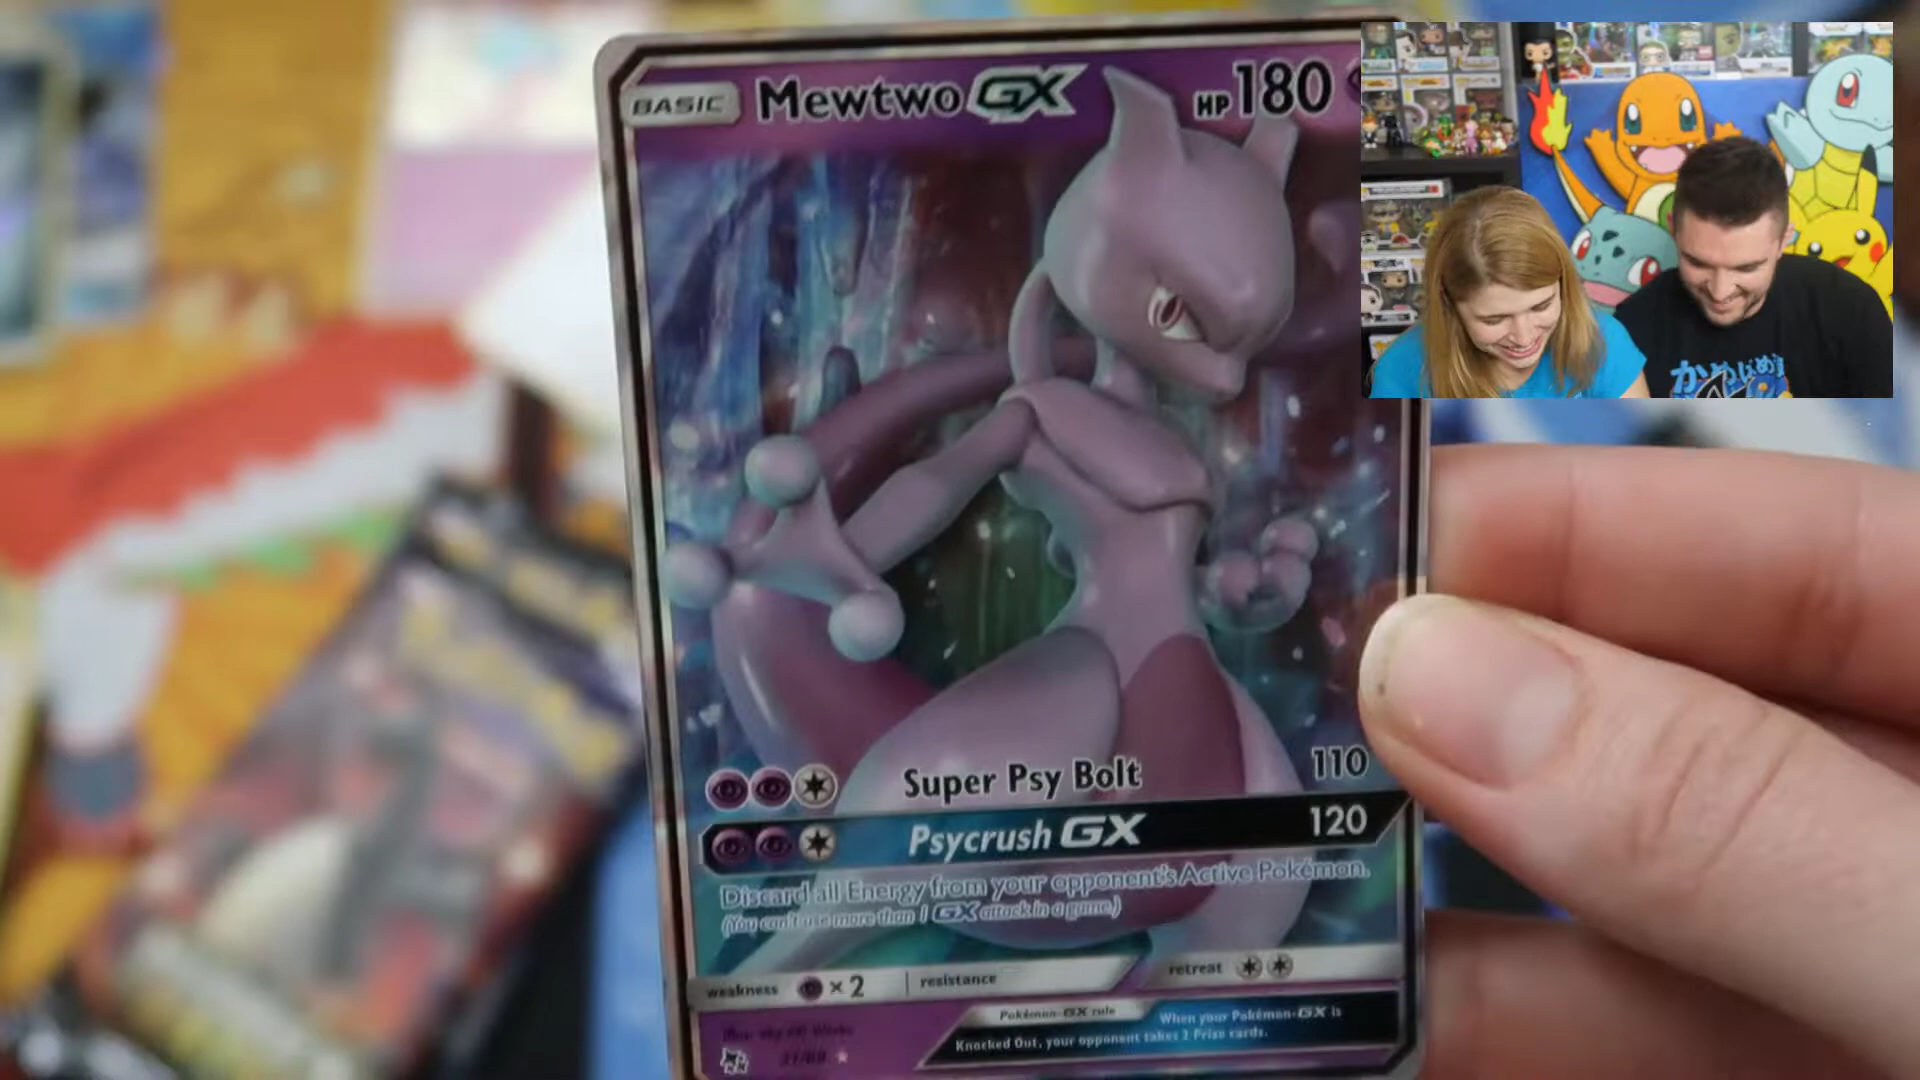 BASIC Mewtwo GX HP 180
Super Psy Bolt 110
Psycrush GX 120
Discard all Energy from your opponent's Active Pokémon.
(You can't use more than 1 GX attack in a game.)
weakness × 2 resistance retreat
Pokémon-GX rule When your Pokémon-GX is
Knocked Out, your opponent takes 2 Prize cards.